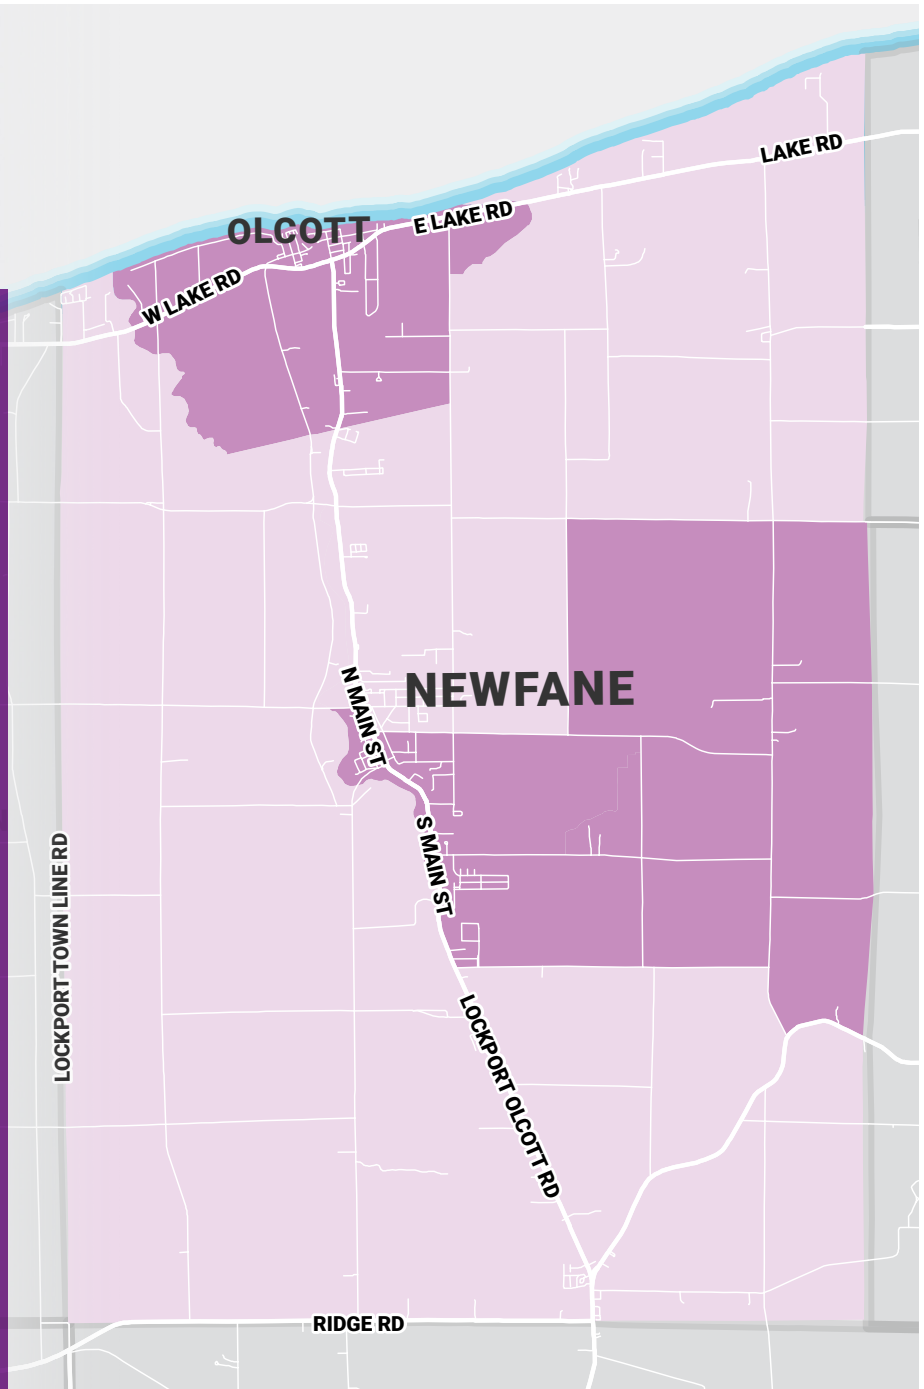 LAKE RD
E LAKE RD
OLCOTT
W LAKE RD
NEWFANE
N MAIN ST
S MAIN ST
LOCKPORT TOWN LINE RD
LOCKPORT OLCOTT RD
RIDGE RD